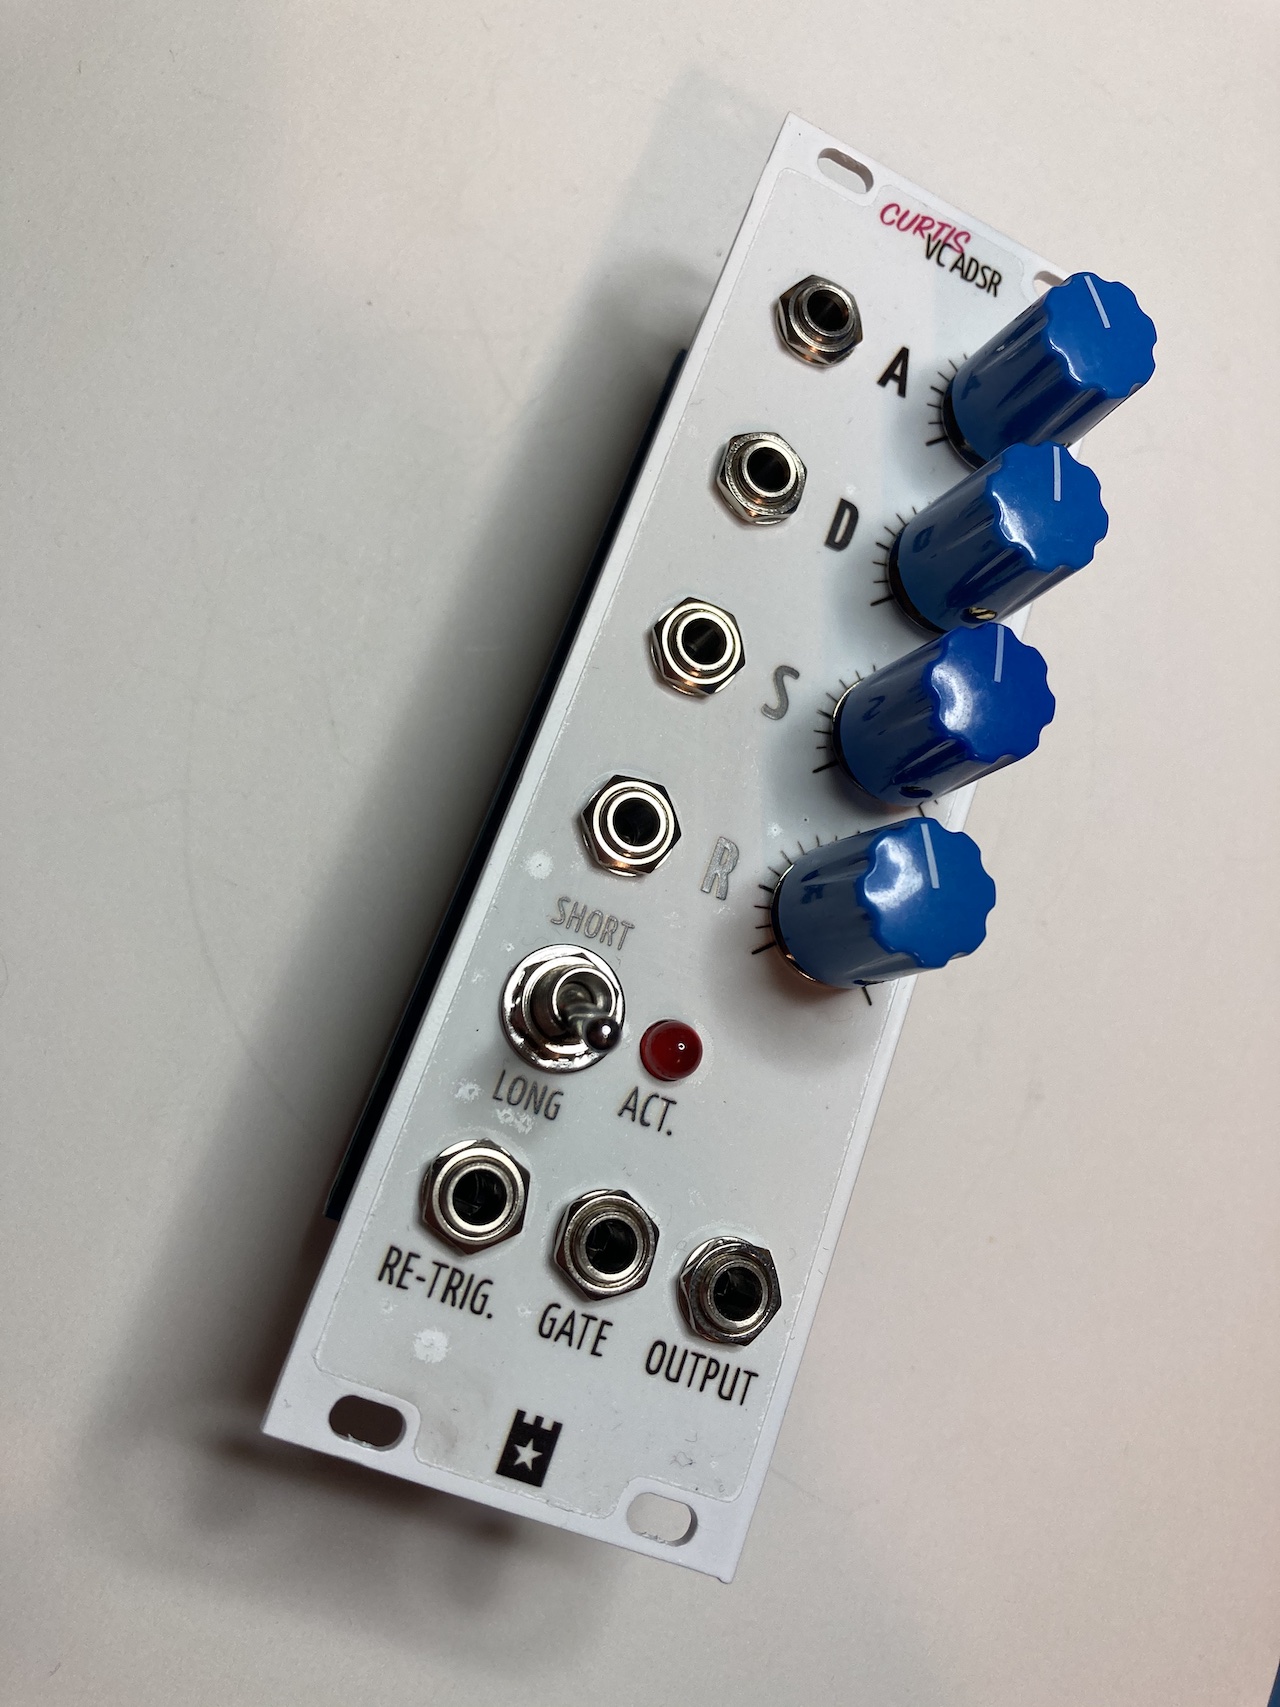 CURTIS
VC ADSR
A
D
S
R
SHORT
LONG
ACT.
OUTPUT
GATE
RE-TRIG.